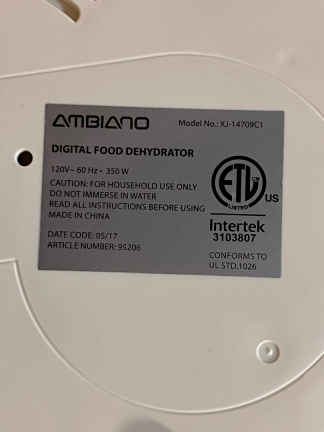 AMBIANO
Model No.: XJ-14709C1
DIGITAL FOOD DEHYDRATOR
120V~ 60 Hz • 350 W
CAUTION: FOR HOUSEHOLD USE ONLY
DO NOT IMMERSE IN WATER
READ ALL INSTRUCTIONS BEFORE USING
MADE IN CHINA
DATE CODE: 05/17
ARTICLE NUMBER: 95206
ETL
LISTED
US
Intertek
3103807
CONFORMS TO
UL STD.1026